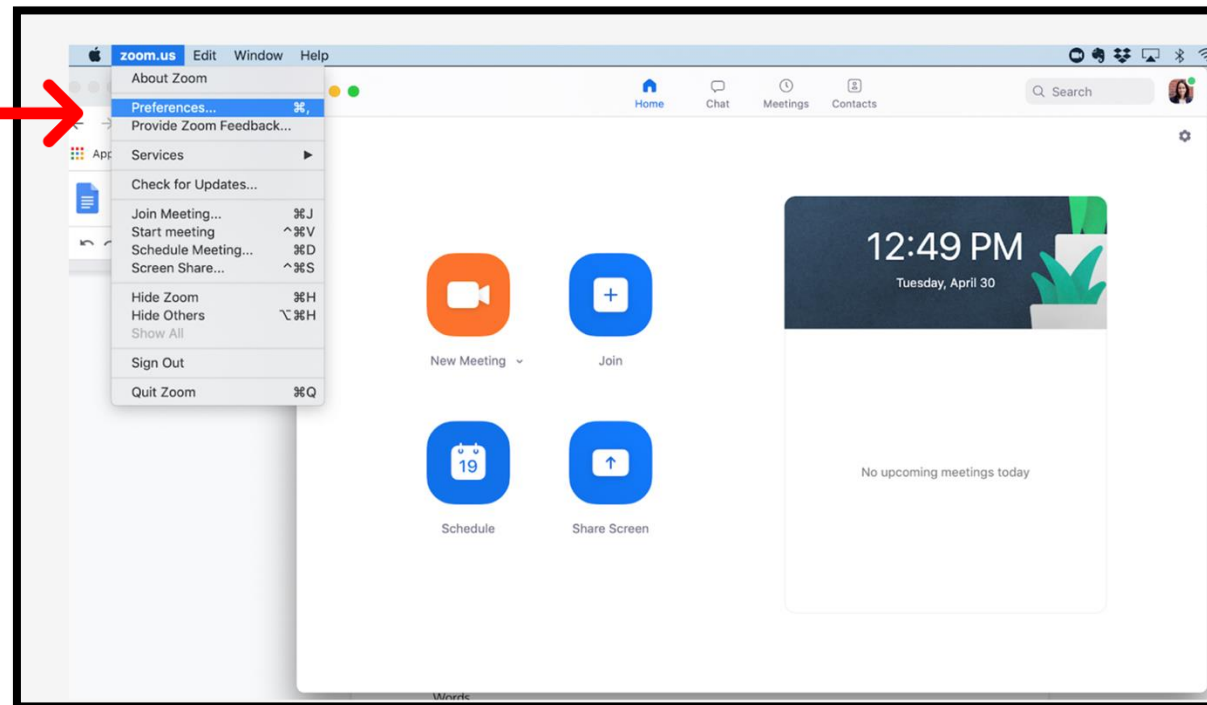 zoom.us Edit Window Help
About Zoom
Preferences... ⌘,
Provide Zoom Feedback...
Services ▶
Check for Updates...
Join Meeting... ⌘J
Start meeting ^⌘V
Schedule Meeting... ⌘D
Screen Share... ^⌘S
Hide Zoom ⌘H
Hide Others ⌥⌘H
Show All
Sign Out
Quit Zoom ⌘Q
App
Home Chat Meetings Contacts
Search
12:49 PM
Tuesday, April 30
New Meeting Join
19
Schedule Share Screen
No upcoming meetings today
Words